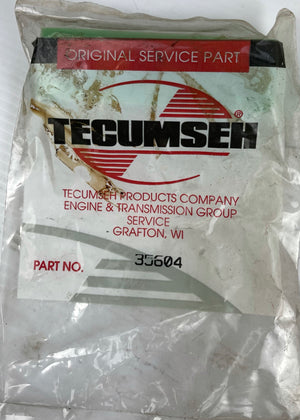 ORIGINAL SERVICE PART
TECUMSEH®
TECUMSEH PRODUCTS COMPANY
ENGINE & TRANSMISSION GROUP
SERVICE
GRAFTON, WI
PART NO. 35604